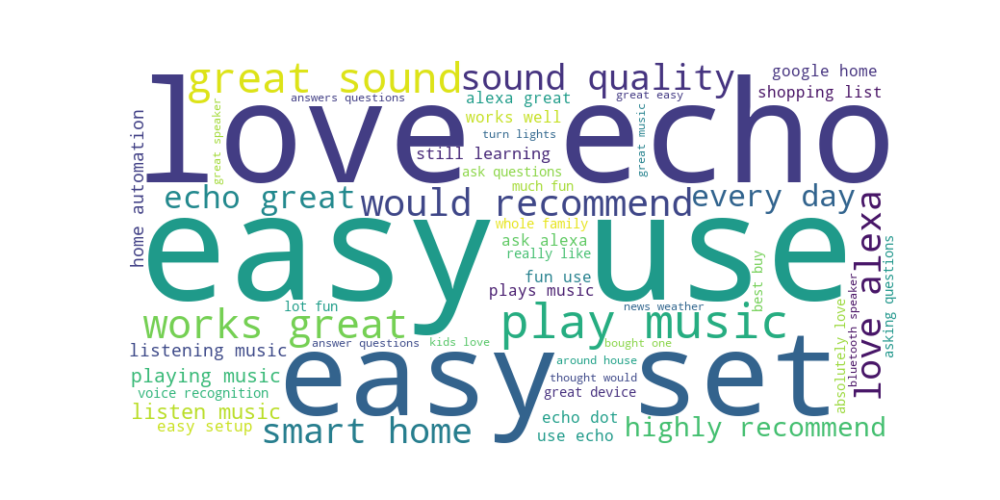 love echo
easy use
easy set
great sound
sound quality
google home
shopping list
answers questions
alexa great
great easy
works well
turn lights
still learning
ask questions
much fun
great speaker
great music
home automation
echo great
would recommend
every day
whole family
ask alexa
really like
fun use
plays music
news weather
best buy
love alexa
asking questions
bluetooth speaker
absolutely love
lot fun
works great
play music
listening music
answer questions
kids love
bought one
around house
thought would
great device
playing music
voice recognition
listen music
easy setup
smart home
echo dot
use echo
highly recommend